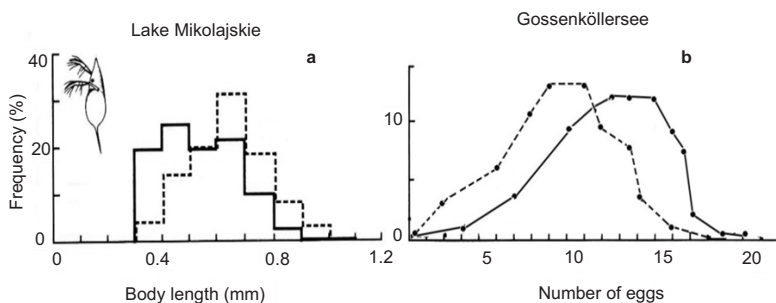 Lake Mikolajskie
Gossenköllersee
a
b
Frequency (%)
40
20
0
0
0.4
0.8
1.2
Body length (mm)
10
0
5
10
15
20
Number of eggs